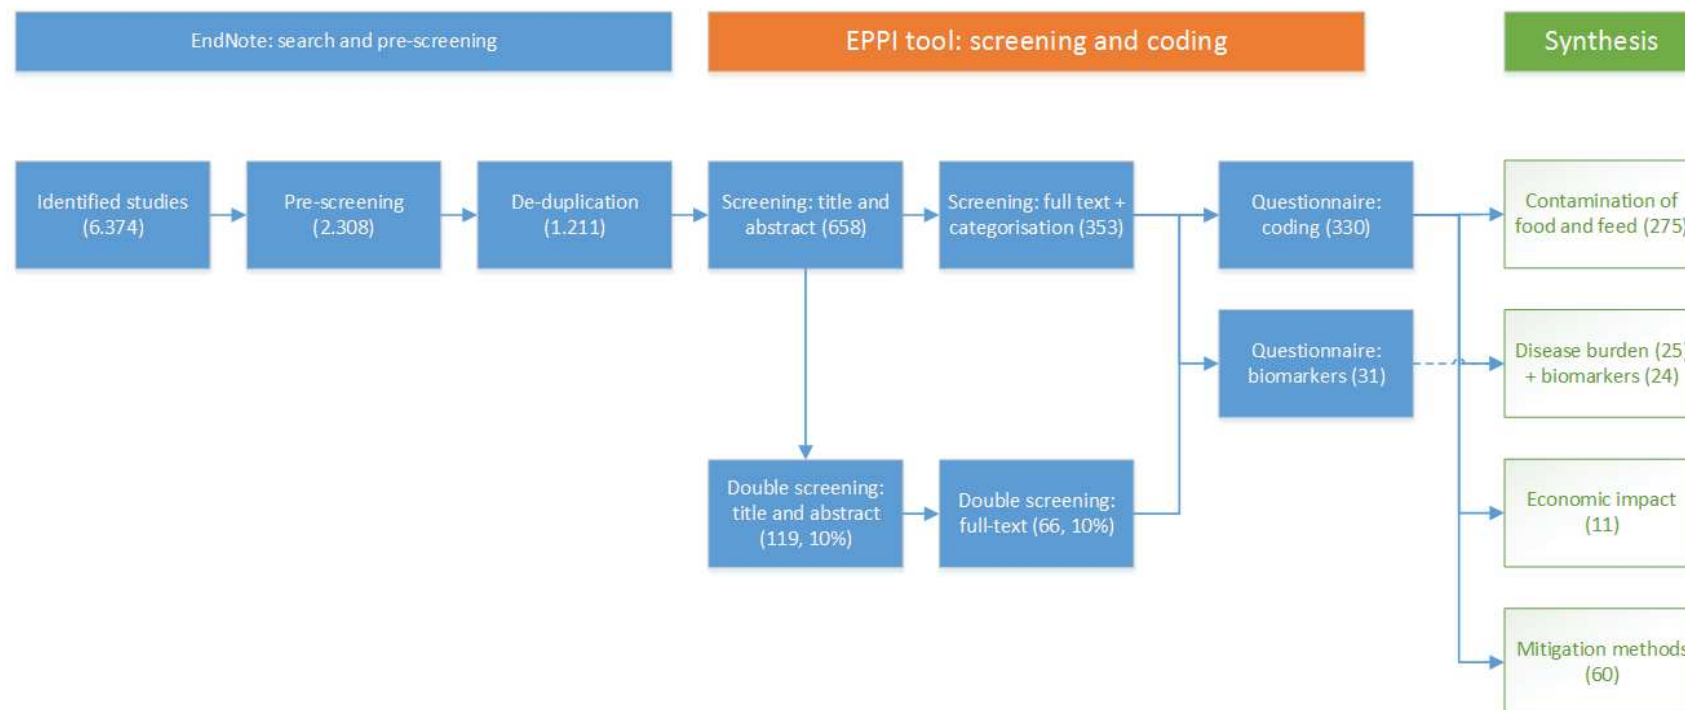 EndNote: search and pre-screening
EPPI tool: screening and coding
Synthesis
Identified studies
(6.374)
Pre-screening
(2.308)
De-duplication
(1.211)
Screening: title and
abstract (658)
Screening: full text +
categorisation (353)
Questionnaire:
coding (330)
Contamination of
food and feed (275)
Questionnaire:
biomarkers (31)
Disease burden (25)
+ biomarkers (24)
Double screening:
title and abstract
(119, 10%)
Double screening:
full-text (66, 10%)
Economic impact
(11)
Mitigation methods
(60)